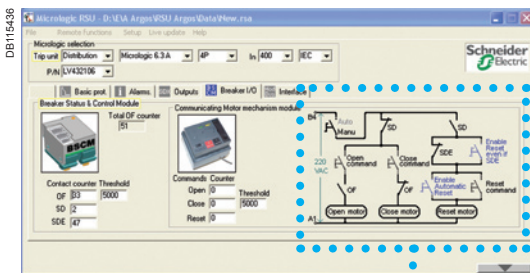 DB115436
Micrologic RSU - D:\E\A Argos\RSU Argos\Data\New.rsa
File Remote functions Setup Live update Help
Micrologic selection
Trip unit Distribution Micrologic 6.3 A 4P In 400 IEC
P/N LV432106
Schneider
Electric
Basic prot. Alarms. Outputs Breaker I/O Interface
Breaker Status & Control Module
Total OF counter
51
BSCM
Contact counter Threshold
OF 03 5000
SD 2
SDE 47
Communicating Motor mechanism module
Commands Counter
Open 0 Threshold
Close 0 5000
Reset 0
B4
Auto
Manu
SD
SD
220
VAC
Open
command
Close
command
SDE
Enable
Reset
even if
SDE
OF
OF
Enable
Automatic
Reset
Reset
command
A1
Open motor Close motor Reset motor